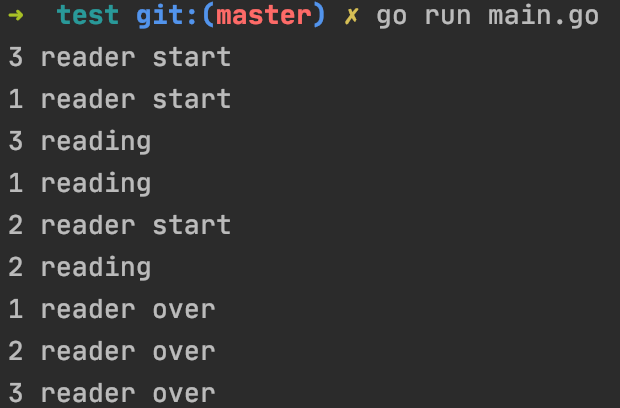 ➜  test git:(master) ✗ go run main.go
3 reader start
1 reader start
3 reading
1 reading
2 reader start
2 reading
1 reader over
2 reader over
3 reader over